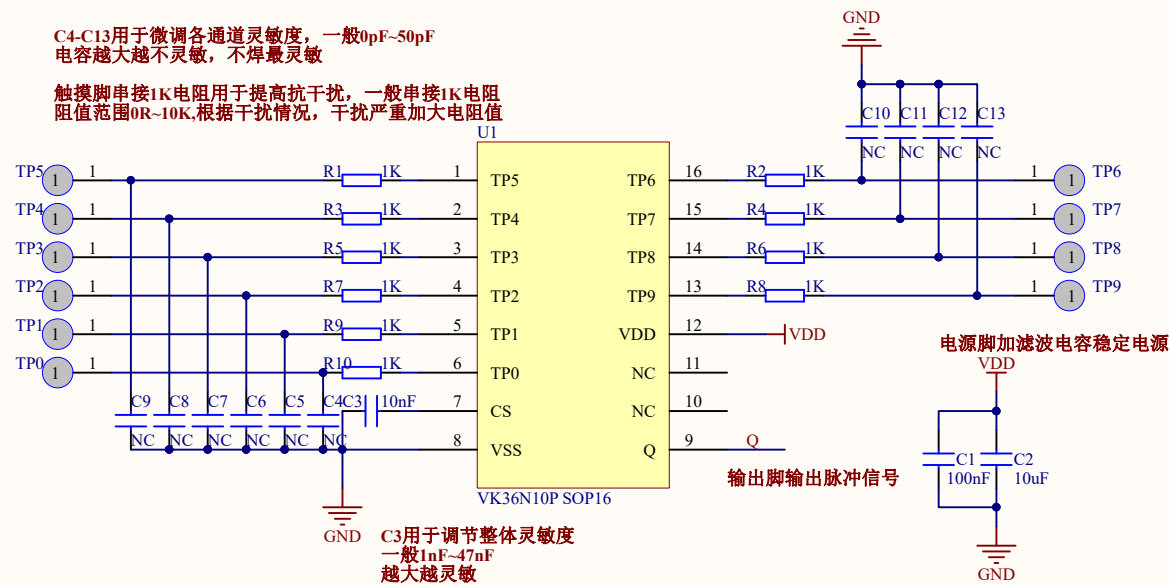 C4-C13用于微调各通道灵敏度，一般0pF~50pF
电容越大越不灵敏，不焊最灵敏
触摸脚串接1K电阻用于提高抗干扰，一般串接1K电阻
阻值范围0R~10K,根据干扰情况，干扰严重加大电阻值
GND
C10 C11 C12 C13
NC NC NC NC
U1
TP5 1 1 R1 1K 1 TP5 TP6 16 R2 1K 1 1 TP6
TP4 1 1 R3 1K 2 TP4 TP7 15 R4 1K 1 1 TP7
TP3 1 1 R5 1K 3 TP3 TP8 14 R6 1K 1 1 TP8
TP2 1 1 R7 1K 4 TP2 TP9 13 R8 1K 1 1 TP9
TP1 1 1 R9 1K 5 TP1 VDD 12 VDD
TP0 1 1 R10 1K 6 TP0 NC 11
C9 C8 C7 C6 C5 C4 C3 10nF 7 CS NC 10
NC NC NC NC NC NC 8 VSS Q 9 Q
VK36N10P SOP16
GND
C3用于调节整体灵敏度
一般1nF~47nF
越大越灵敏
输出脚输出脉冲信号
电源脚加滤波电容稳定电源
VDD
C1 C2
100nF 10uF
GND